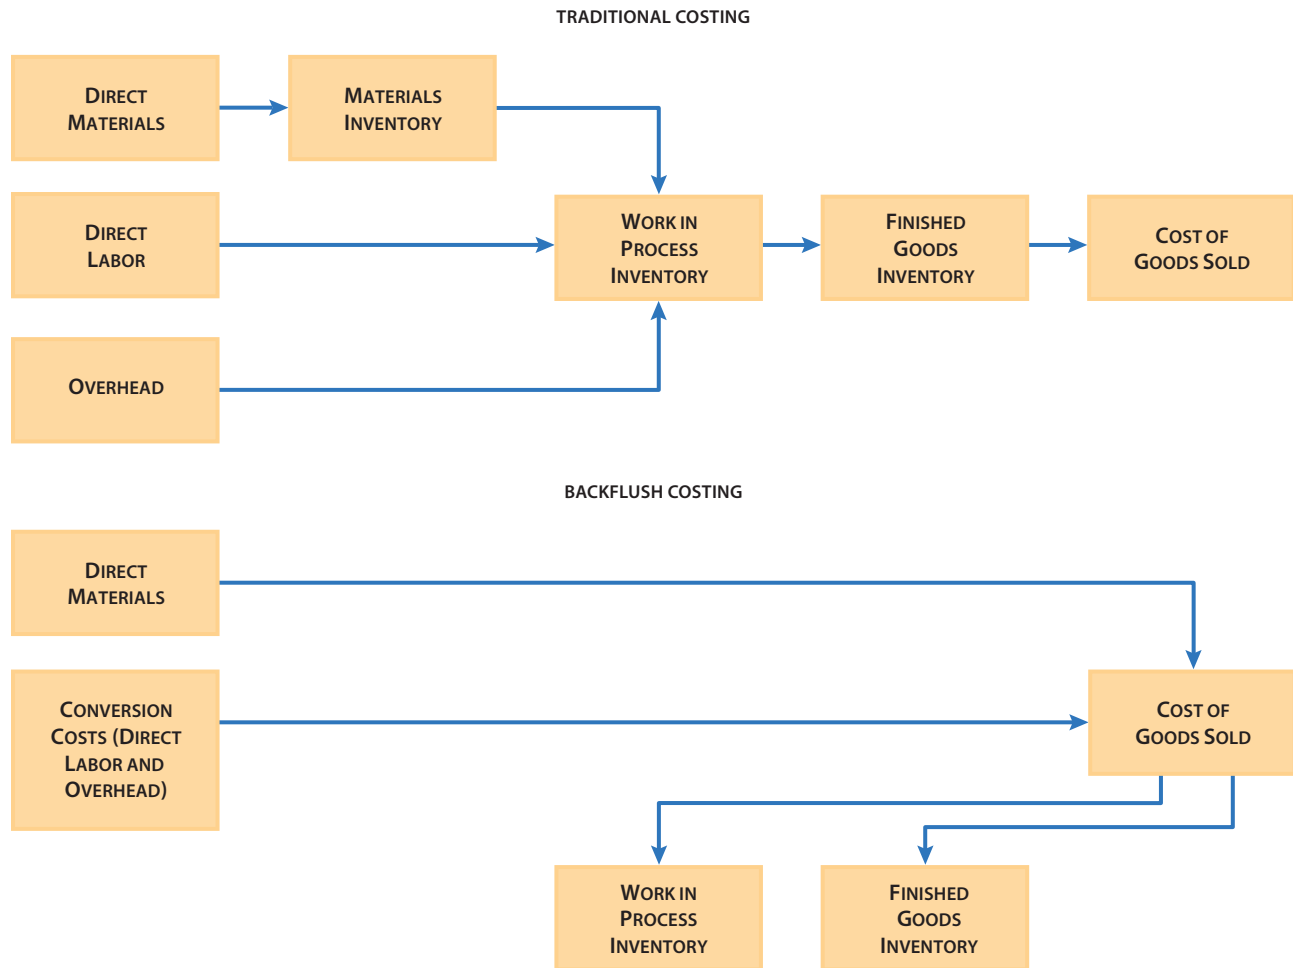 TRADITIONAL COSTING
DIRECT
MATERIALS
MATERIALS
INVENTORY
DIRECT
LABOR
WORK IN
PROCESS
INVENTORY
FINISHED
GOODS
INVENTORY
COST OF
GOODS SOLD
OVERHEAD
BACKFLUSH COSTING
DIRECT
MATERIALS
CONVERSION
COSTS (DIRECT
LABOR AND
OVERHEAD)
COST OF
GOODS SOLD
WORK IN
PROCESS
INVENTORY
FINISHED
GOODS
INVENTORY